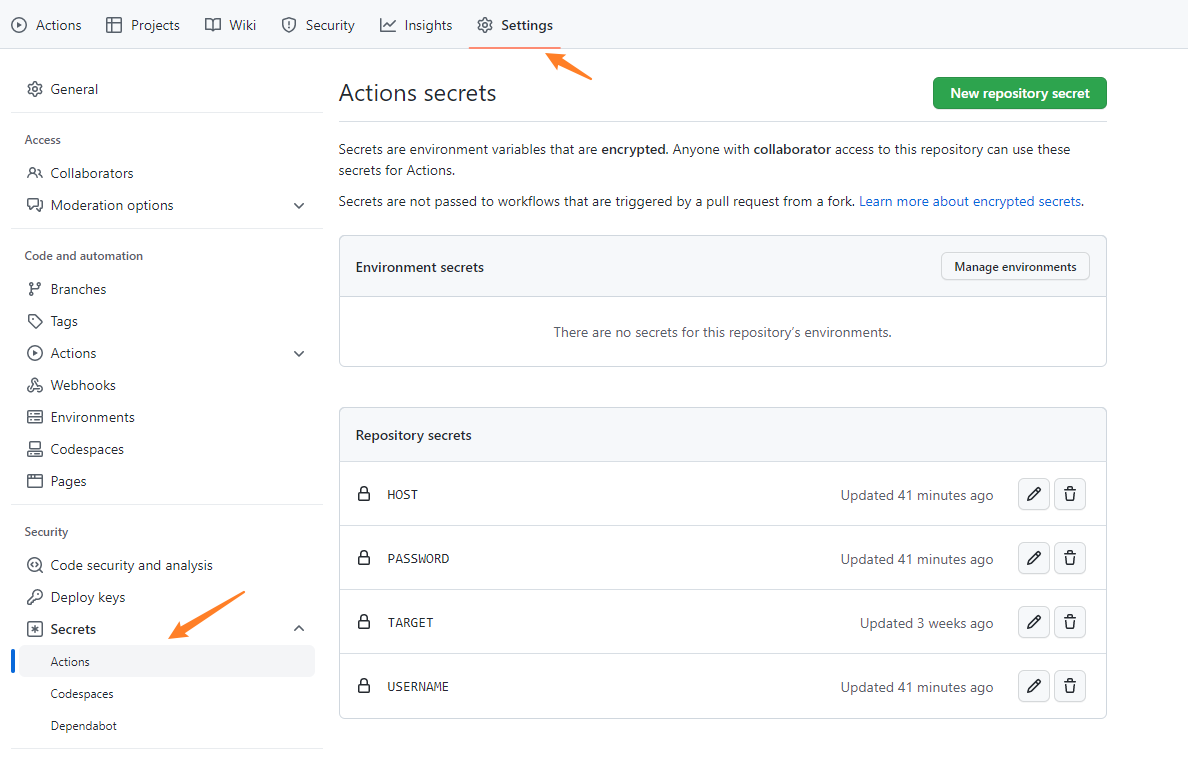 Actions
Projects
Wiki
Security
Insights
Settings
General
Access
Collaborators
Moderation options
Code and automation
Branches
Tags
Actions
Webhooks
Environments
Codespaces
Pages
Security
Code security and analysis
Deploy keys
Secrets
Actions
Codespaces
Dependabot
Actions secrets
New repository secret
Secrets are environment variables that are encrypted. Anyone with collaborator access to this repository can use these
secrets for Actions.
Secrets are not passed to workflows that are triggered by a pull request from a fork. Learn more about encrypted secrets.
Environment secrets
Manage environments
There are no secrets for this repository’s environments.
Repository secrets
HOST Updated 41 minutes ago
PASSWORD Updated 41 minutes ago
TARGET Updated 3 weeks ago
USERNAME Updated 41 minutes ago